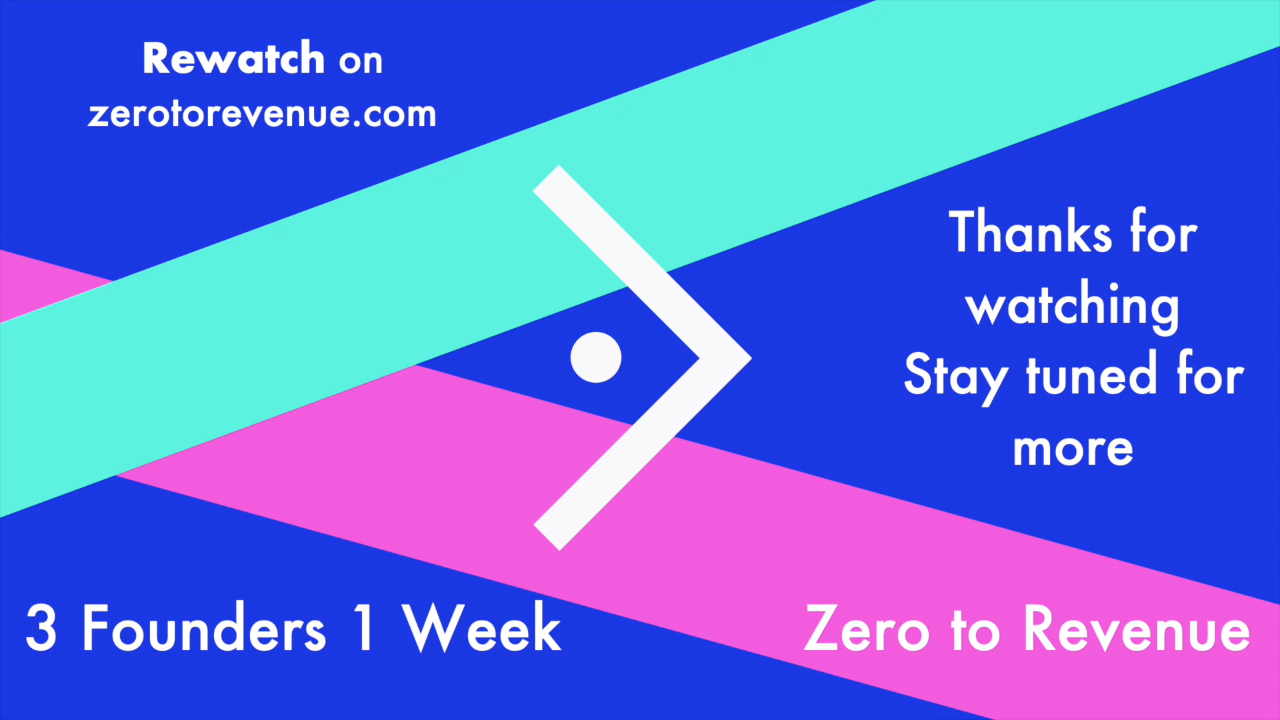 Rewatch on
zerotorevenue.com
Thanks for
watching
Stay tuned for
more
3 Founders 1 Week
Zero to Revenue